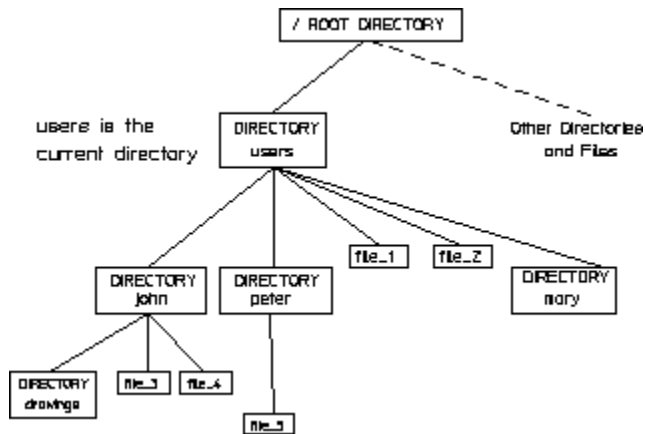 / ROOT DIRECTORY
users is the
current directory
DIRECTORY
users
Other Directories
and Files
file_1
file_2
DIRECTORY
john
DIRECTORY
peter
DIRECTORY
mary
DIRECTORY
drawings
file_3
file_4
file_5